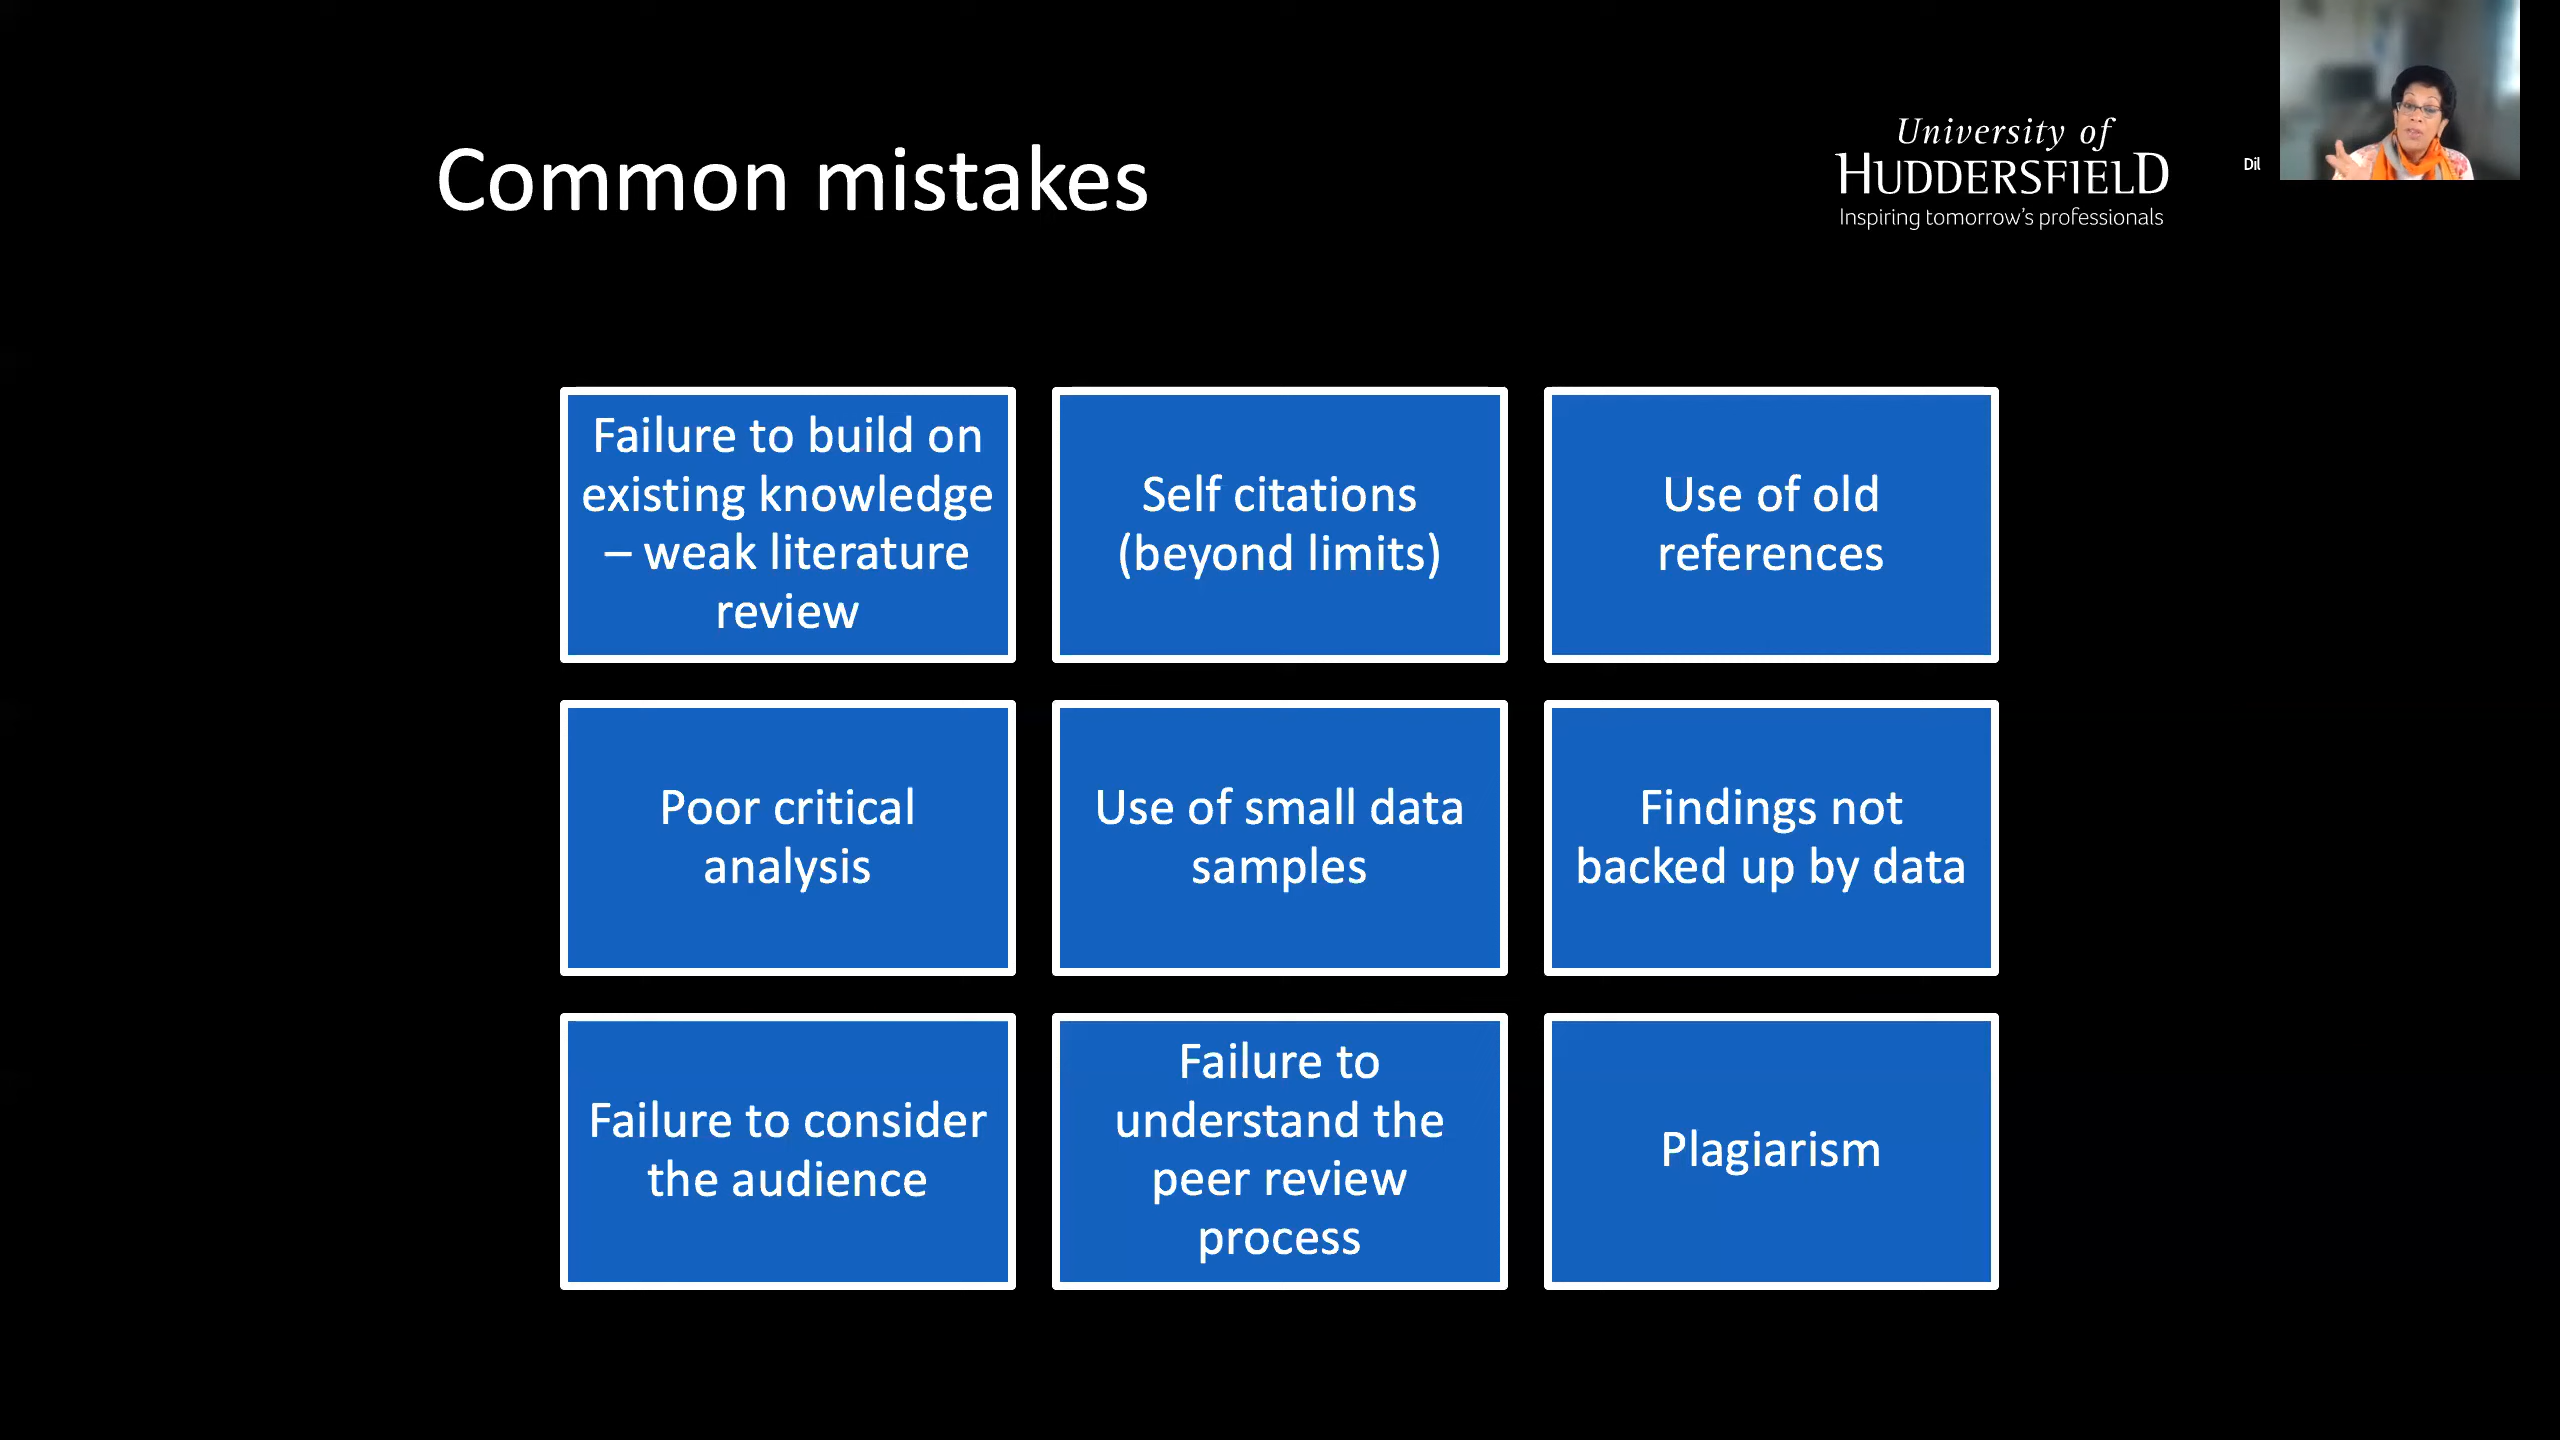 Common mistakes
University of
HUDDERSFIELD
Inspiring tomorrow's professionals
Dil
Failure to build on
existing knowledge
– weak literature
review
Self citations
(beyond limits)
Use of old
references
Poor critical
analysis
Use of small data
samples
Findings not
backed up by data
Failure to consider
the audience
Failure to
understand the
peer review
process
Plagiarism